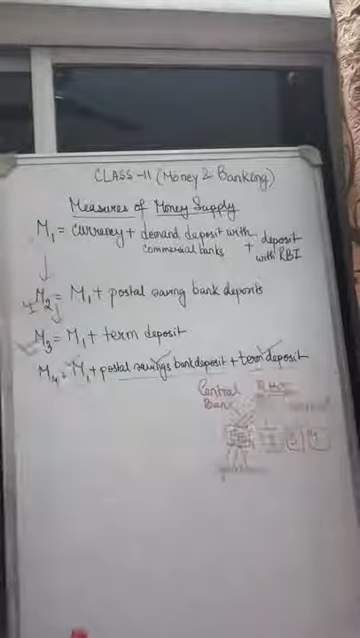 CLASS-11 (Money & Banking)
Measures of Money Supply
M1 = currency + demand deposit with commercial banks + deposit with RBI
M2 = M1 + postal saving bank deposits
M3 = M1 + term deposit
M4 = M1 + postal savings bank deposit + term deposit
Central
Bank